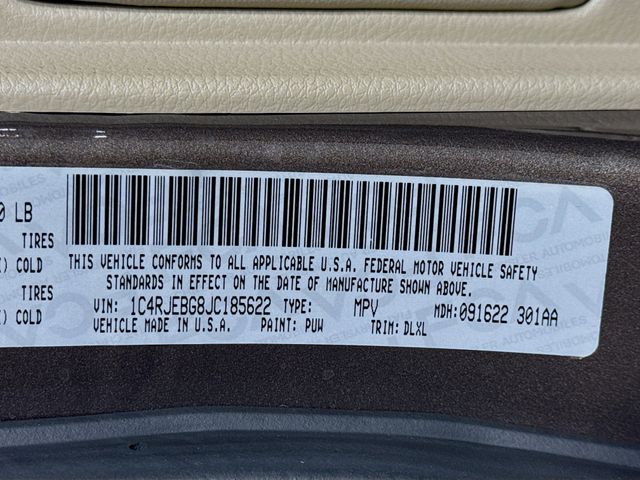 0 LB
TIRES
) COLD
TIRES
) COLD
THIS VEHICLE CONFORMS TO ALL APPLICABLE U.S.A. FEDERAL MOTOR VEHICLE SAFETY
STANDARDS IN EFFECT ON THE DATE OF MANUFACTURE SHOWN ABOVE.
VIN: 1C4RJEBG8JC185622 TYPE: MPV MDH: 091622 301AA
VEHICLE MADE IN U.S.A. PAINT: PUW TRIM: DLXL